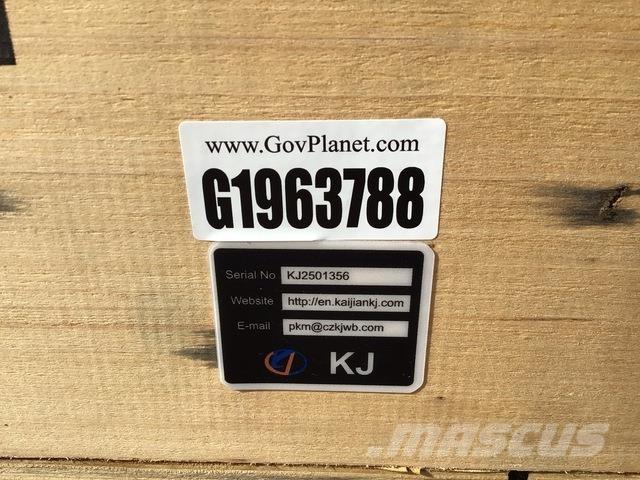 www.GovPlanet.com
G1963788
Serial No KJ2501356
Website http://en.kaijiankj.com
E-mail pkm@czkjwb.com
KJ
mascus